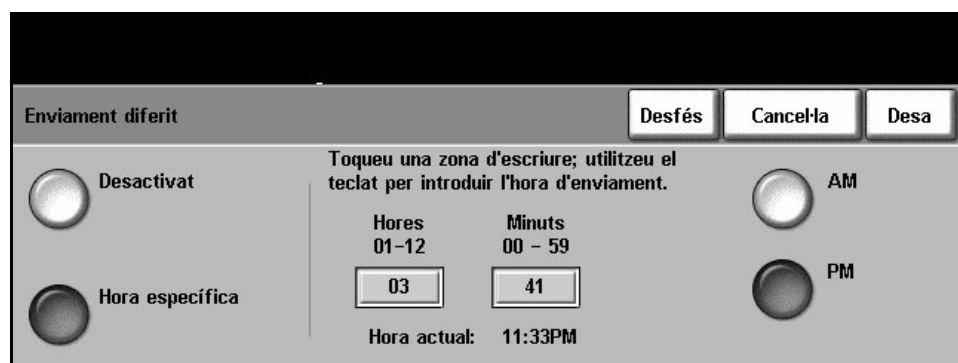 Enviament diferit
Desfés
Cancel·la
Desa
Desactivat
Hora específica
Toqueu una zona d'escriure; utilitzeu el
teclat per introduir l'hora d'enviament.
Hores
01-12
03
Minuts
00 - 59
41
Hora actual: 11:33PM
AM
PM